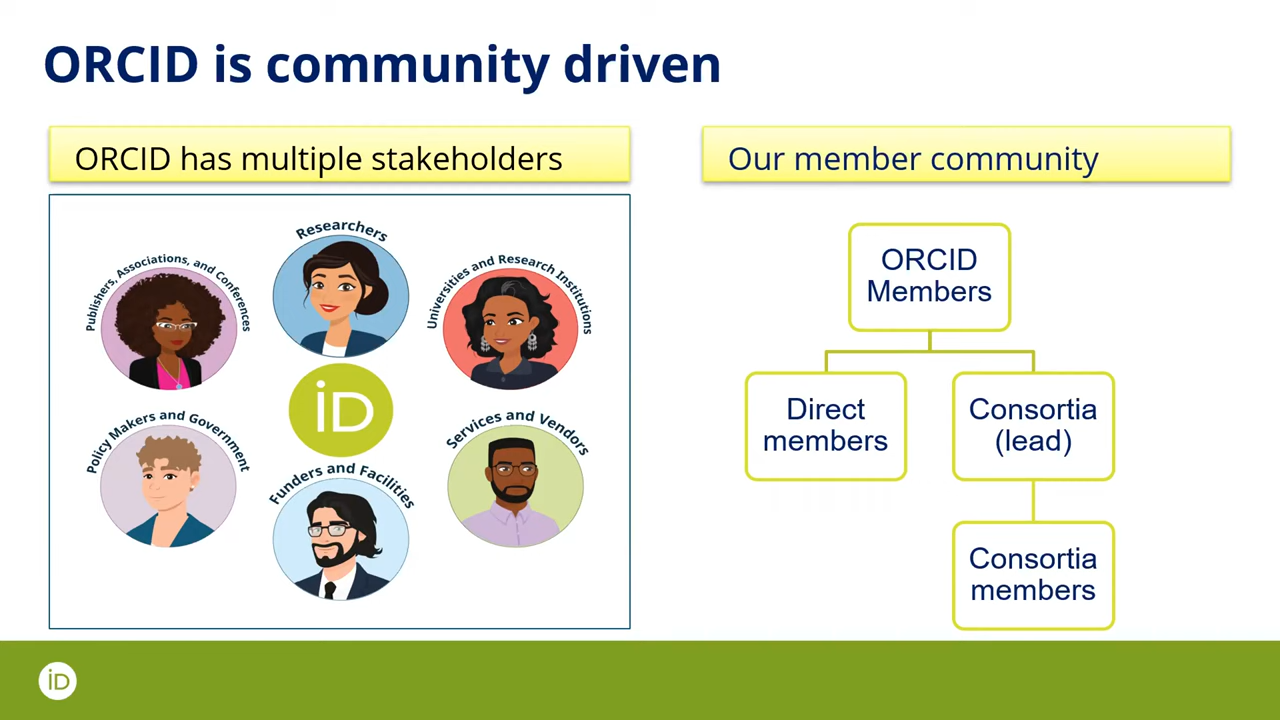 ORCID is community driven
ORCID has multiple stakeholders
Researchers
Publishers, Associations, and Conferences
Universities and Research Institutions
iD
Policy Makers and Government
Services and Vendors
Funders and Facilities
Our member community
ORCID
Members
Direct
members
Consortia
(lead)
Consortia
members
iD